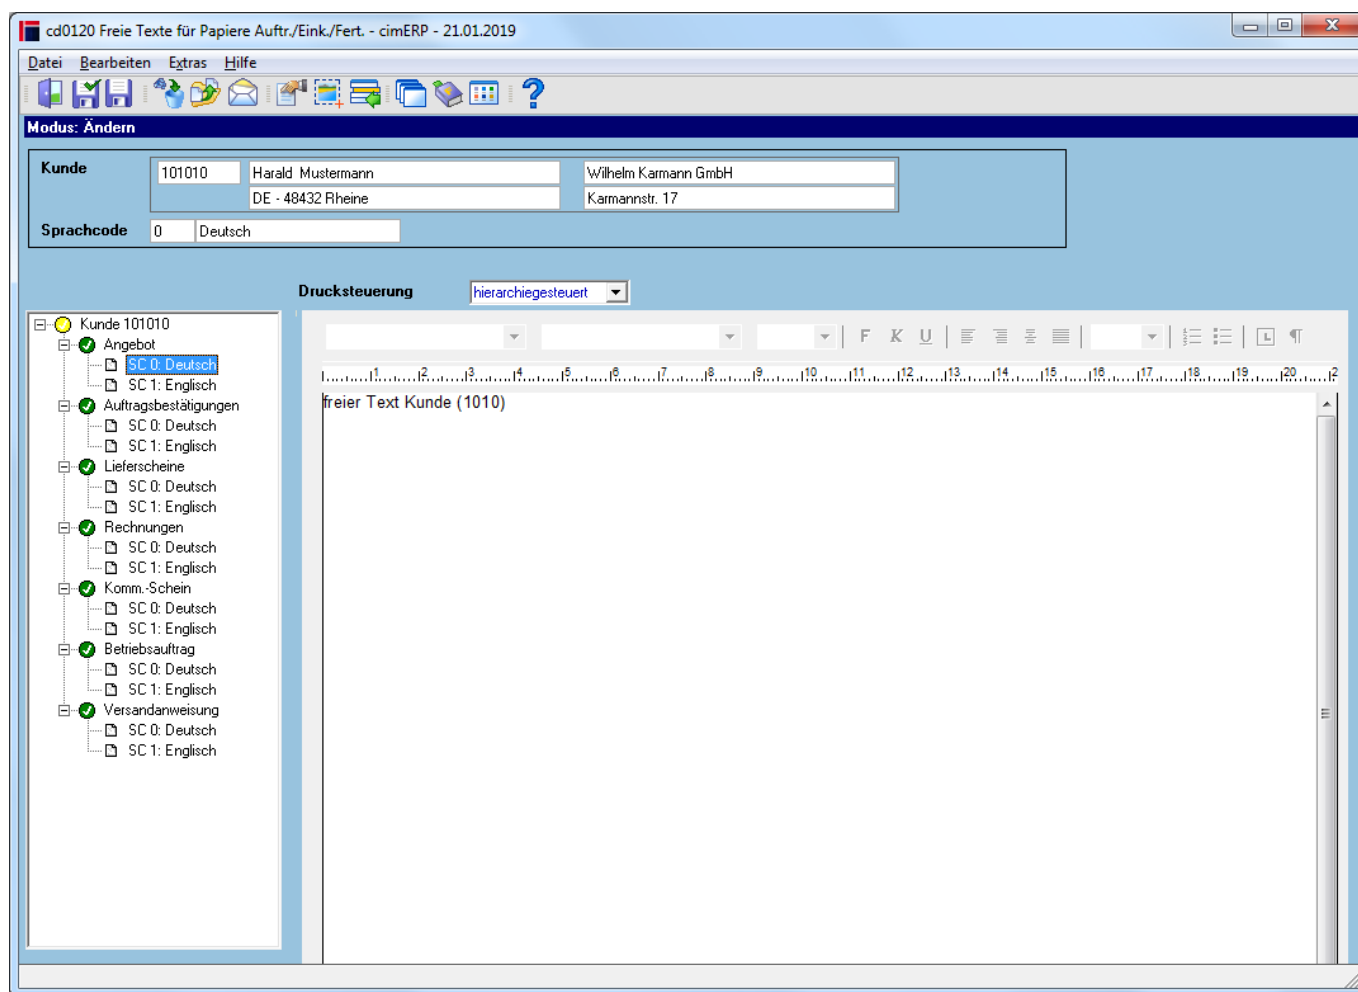 cd0120 Freie Texte für Papiere Auftr./Eink./Fert. - cimERP - 21.01.2019
Datei Bearbeiten Extras Hilfe
Modus: Ändern
Kunde 101010 Harald Mustermann Wilhelm Karmann GmbH
DE - 48432 Rheine Karmannstr. 17
Sprachcode 0 Deutsch
Drucksteuerung hierarchiegesteuert
Kunde 101010
Angebot
SC 0: Deutsch
SC 1: Englisch
Auftragsbestätigungen
SC 0: Deutsch
SC 1: Englisch
Lieferscheine
SC 0: Deutsch
SC 1: Englisch
Rechnungen
SC 0: Deutsch
SC 1: Englisch
Komm.-Schein
SC 0: Deutsch
SC 1: Englisch
Betriebsauftrag
SC 0: Deutsch
SC 1: Englisch
Versandanweisung
SC 0: Deutsch
SC 1: Englisch
F K U L ¶
1 2 3 4 5 6 7 8 9 10 11 12 13 14 15 16 17 18 19 20 2
freier Text Kunde (1010)